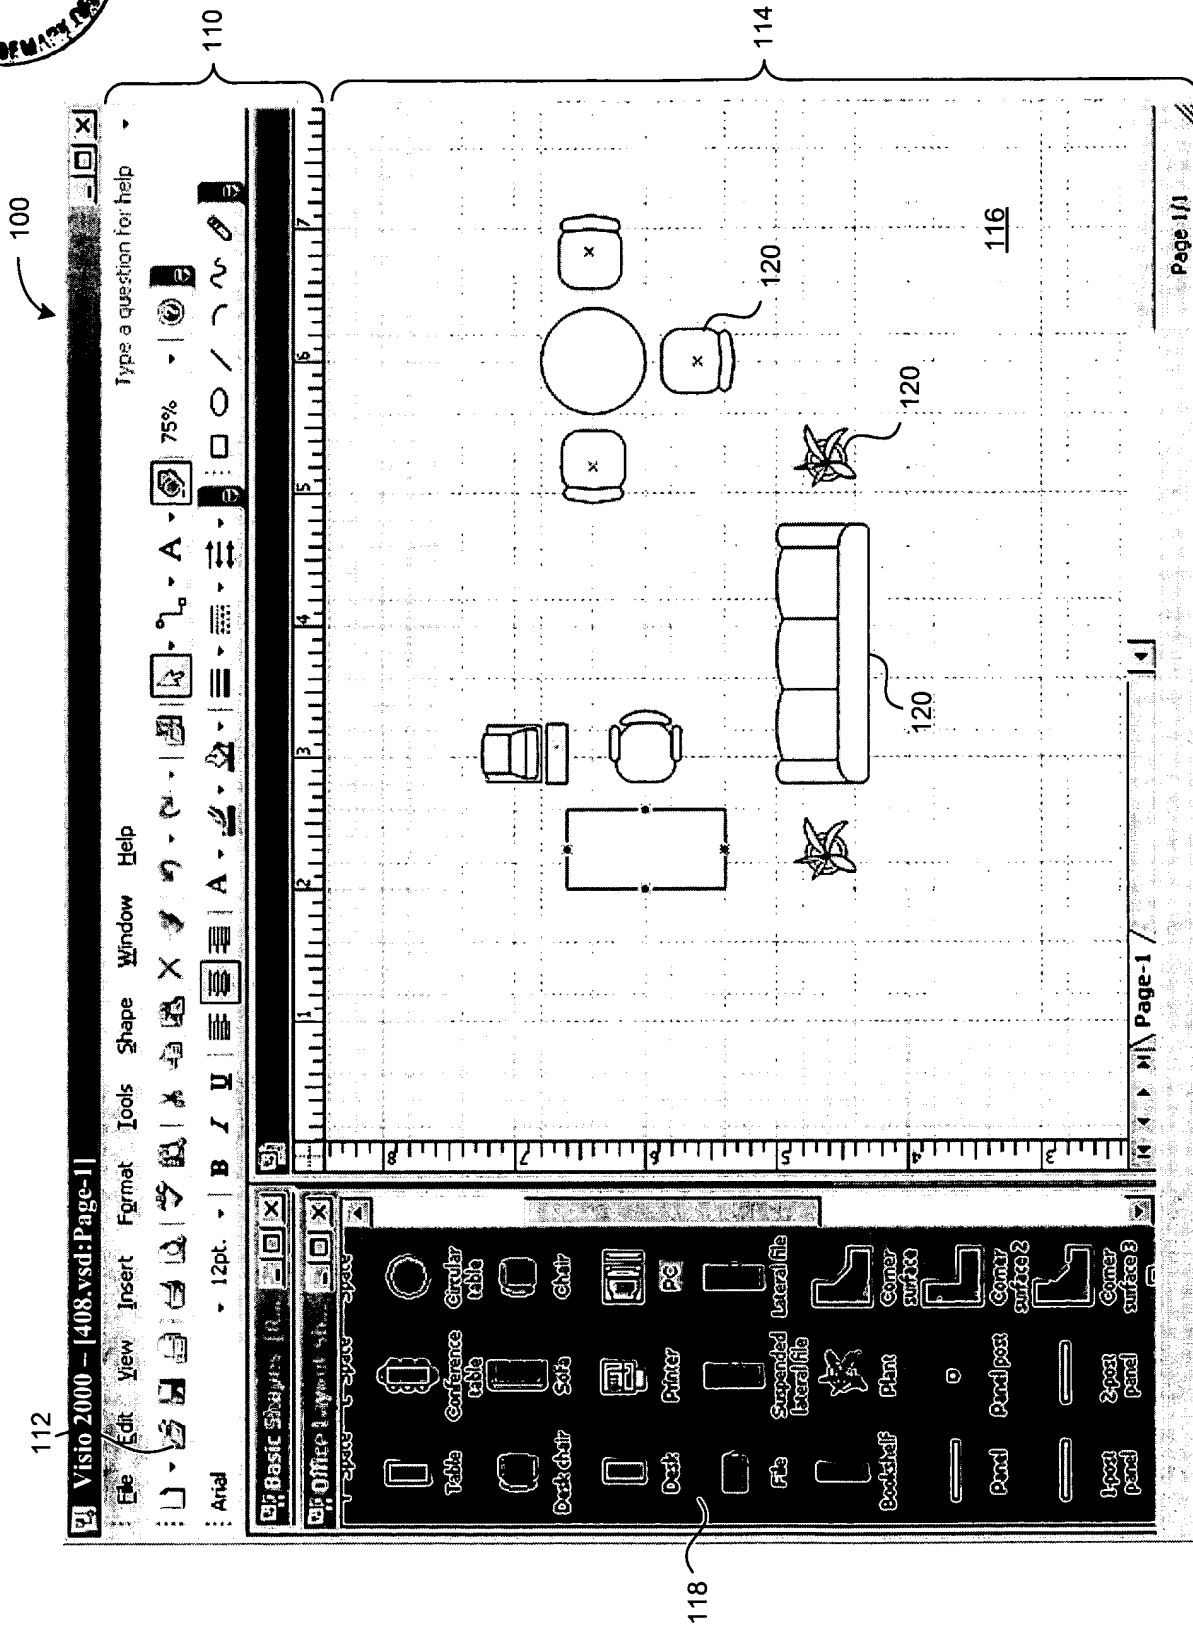 100
110
Visio 2000 – [408.vsd:Page-1]
112
File Edit View Insert Format Tools Shape Window Help
Type a question for help
75%
Arial
12pt.
B I U
A
1 2 3 4 5 6 7
Basic Shapes
Office Layout Sh...
Space Space Space
Table
Conference table
Circular table
Desk chair
Sofa
chair
Desk
Printer
PC
File
Suspended lateral file
Lateral file
Bookshelf
Plant
Corner surface
Panel
Panel post
Corner surface 2
1-post panel
2-post panel
Corner surface 3
118
8
7
6
5
4
3
114
116
120
120
120
Page-1
Page 1/1